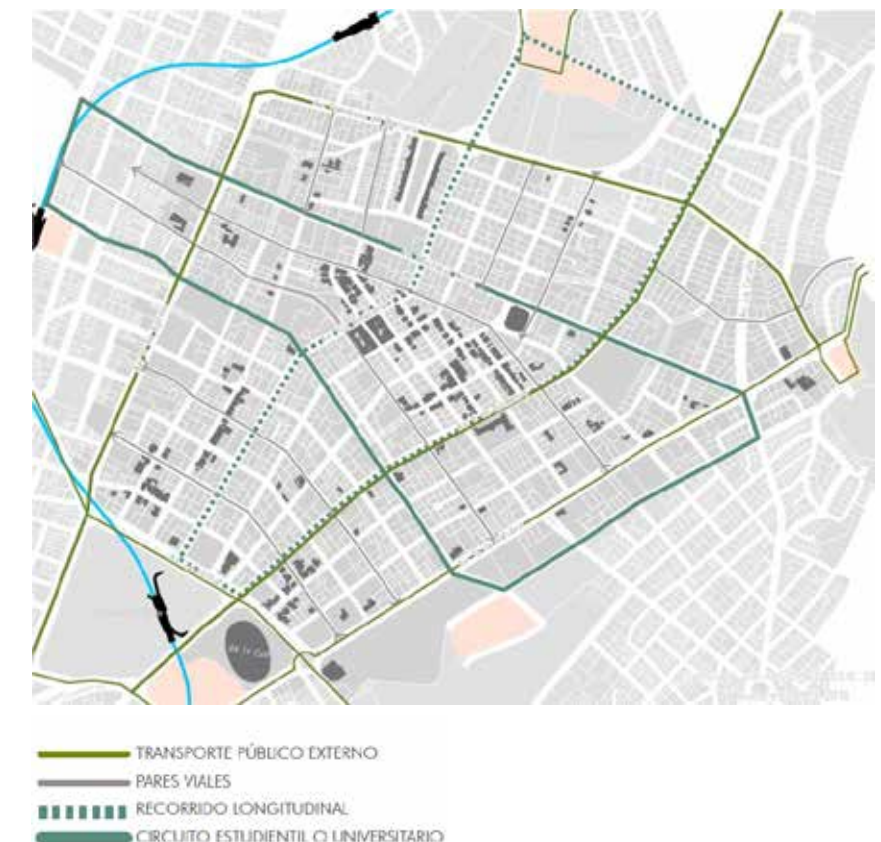 TRANSPORTE PÚBLICO EXTERNO
PARES VIALES
RECORRIDO LONGITUDINAL
CIRCUITO ESTUDIENTIL O UNIVERSITARIO